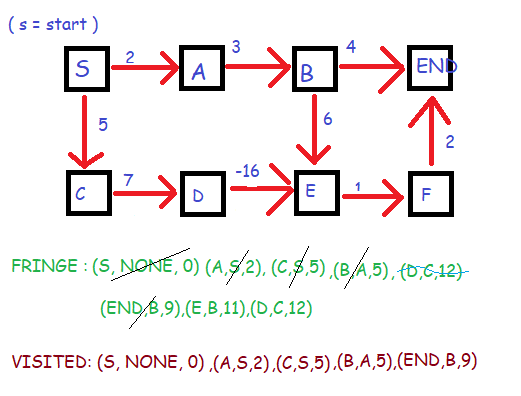 ( s = start )
2 3 4
S A B END
5 6 2
7 -16 1
C D E F
FRINGE : (S, NONE, 0) (A,S,2), (C,S,5) ,(B,A,5) , (D,C,12)
(END,B,9),(E,B,11),(D,C,12)
VISITED: (S, NONE, 0) ,(A,S,2),(C,S,5),(B,A,5),(END,B,9)